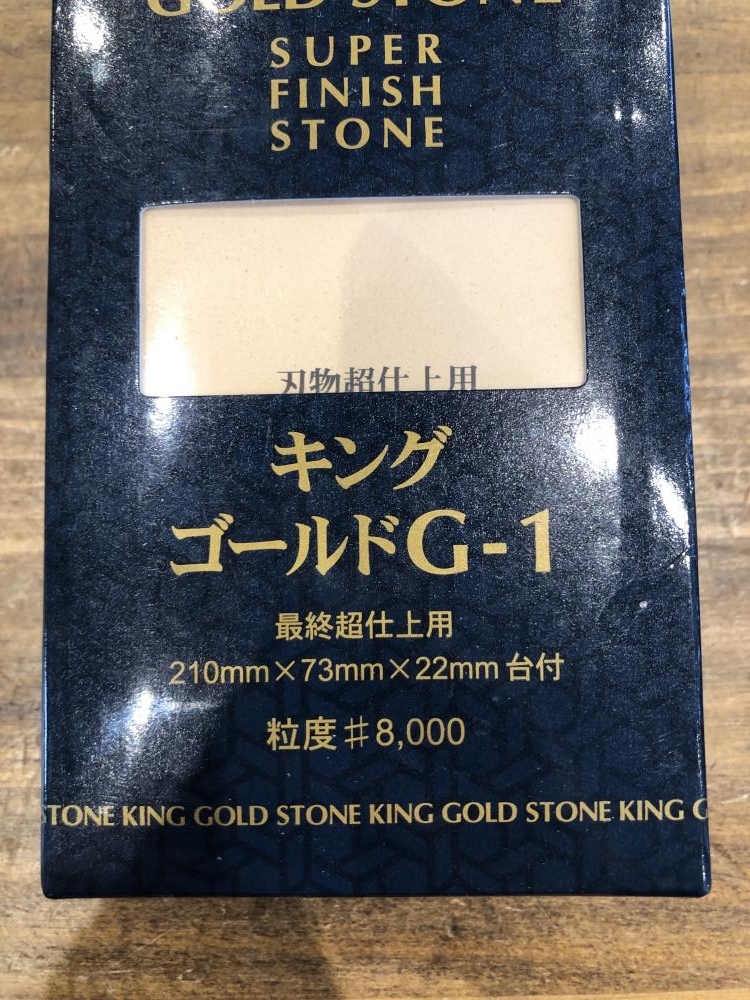 GOLD STONE
SUPER
FINISH
STONE
刃物超仕上用
キング
ゴールドG-1
最終超仕上用
210mm×73mm×22mm 台付
粒度♯8,000
STONE KING GOLD STONE KING GOLD STONE KING G